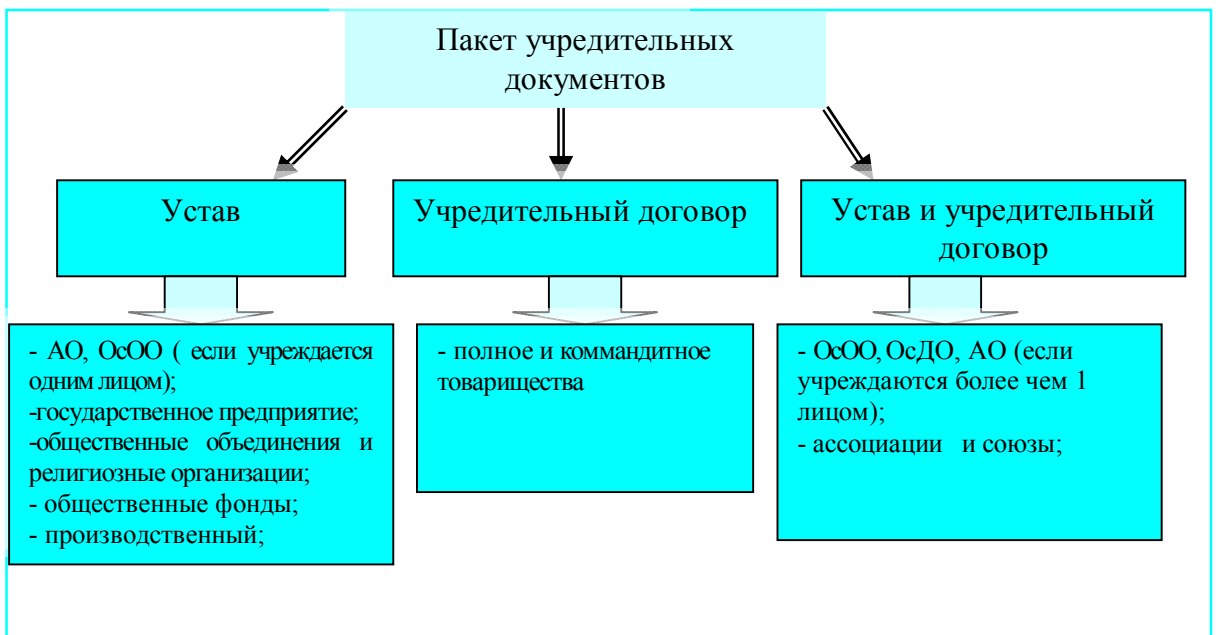 Пакет учредительных
документов
Устав
Учредительный договор
Устав и учредительный
договор
- АО, ОсОО ( если учреждается
одним лицом);
-государственное предприятие;
-общественные объединения и
религиозные организации;
- общественные фонды;
- производственный;
- полное и коммандитное
товарищества
- ОсОО, ОсДО, АО (если
учреждаются более чем 1
лицом);
- ассоциации и союзы;